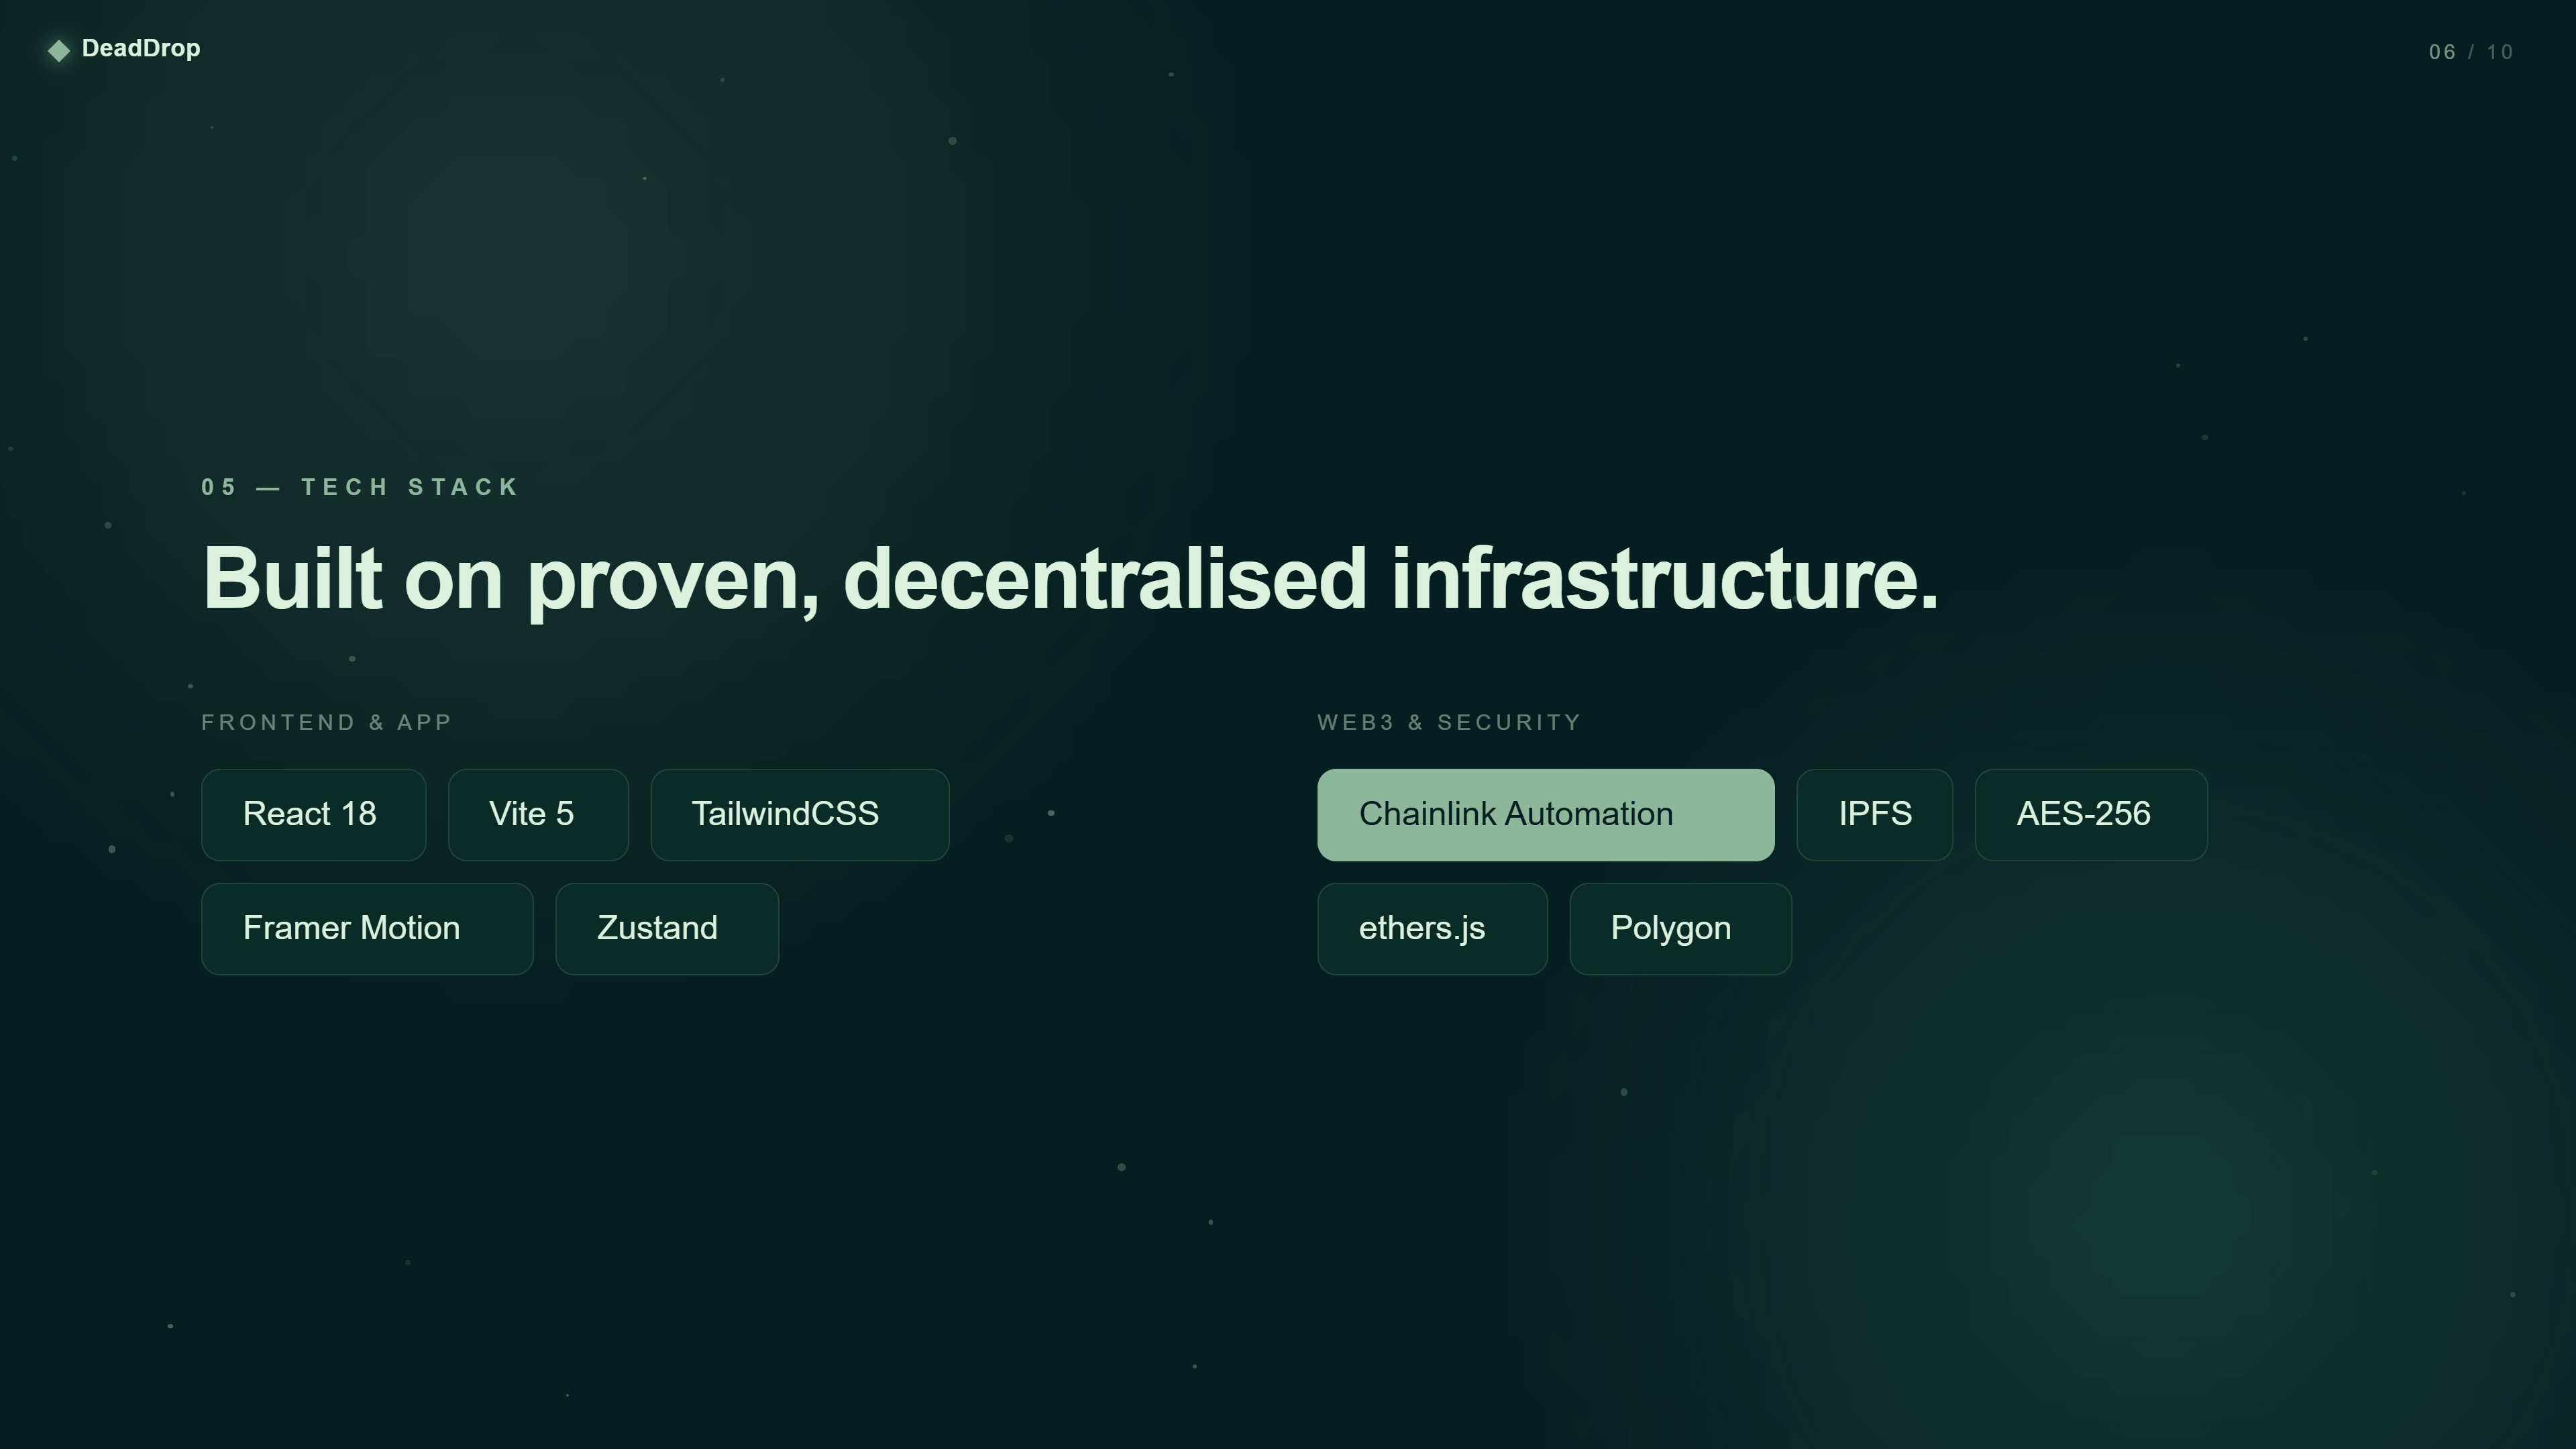 DeadDrop
06 / 10
05 — TECH STACK
Built on proven, decentralised infrastructure.
FRONTEND & APP
React 18
Vite 5
TailwindCSS
Framer Motion
Zustand
WEB3 & SECURITY
Chainlink Automation
IPFS
AES-256
ethers.js
Polygon